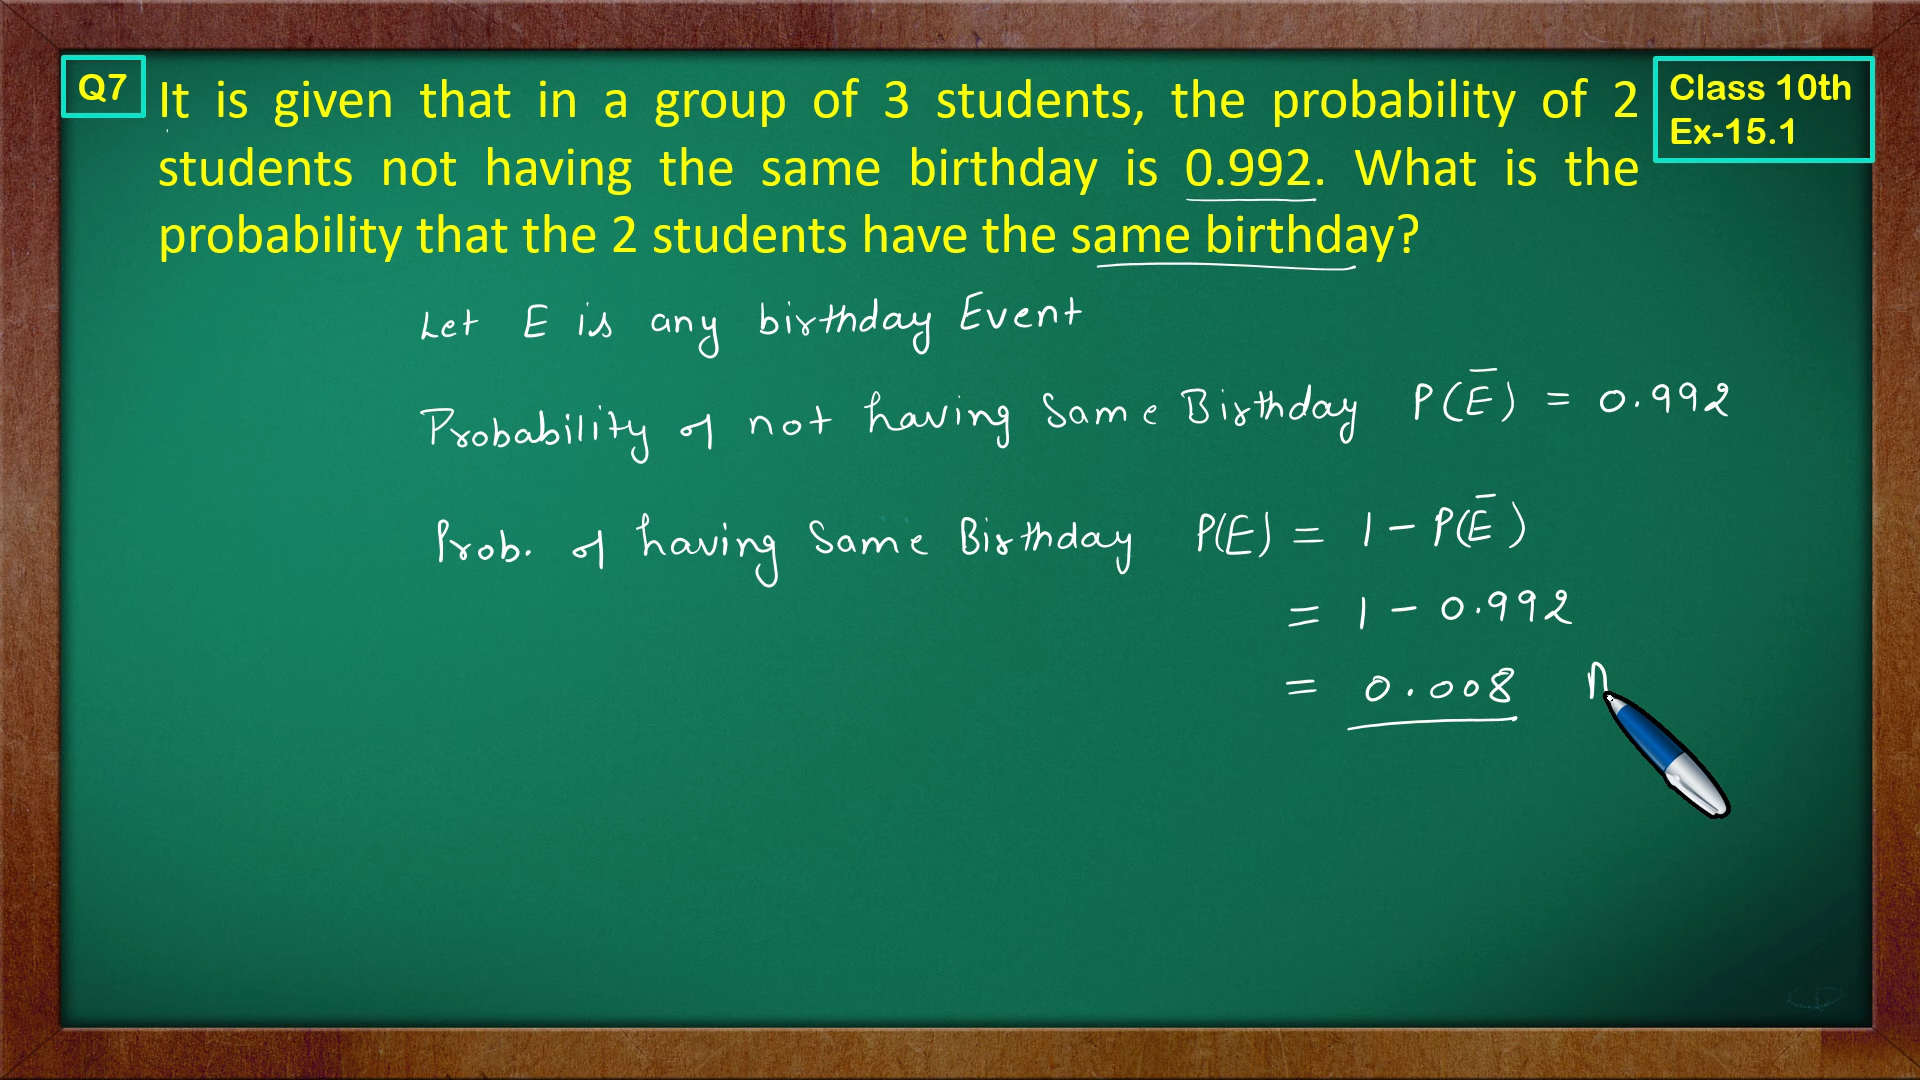 Q7
It is given that in a group of 3 students, the probability of 2
students not having the same birthday is 0.992. What is the
probability that the 2 students have the same birthday?
Class 10th
Ex-15.1
Let E is any birthday Event
Probability of not having Same Birthday P(E̅) = 0.992
Prob. of having Same Birthday P(E) = 1 - P(E̅)
= 1 - 0.992
= 0.008